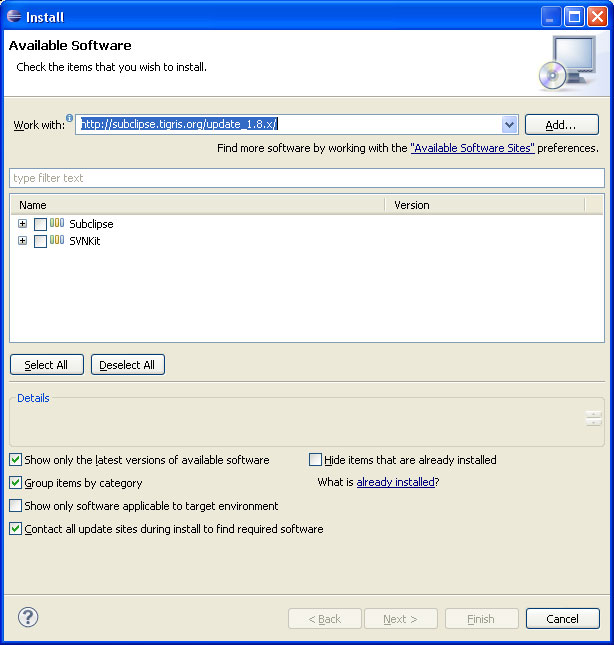 Install
Available Software
Check the items that you wish to install.
Work with: http://subclipse.tigris.org/update_1.8.x/ Add...
Find more software by working with the "Available Software Sites" preferences.
type filter text
Name Version
Subclipse
SVNKit
Select All Deselect All
Details
Show only the latest versions of available software Hide items that are already installed
Group items by category What is already installed?
Show only software applicable to target environment
Contact all update sites during install to find required software
? < Back Next > Finish Cancel